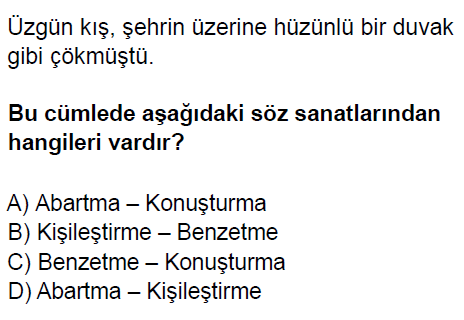 Üzgün kış, şehrin üzerine hüzünlü bir duvak
gibi çökmüştü.
Bu cümlede aşağıdaki söz sanatlarından
hangileri vardır?
A) Abartma – Konuşturma
B) Kişileştirme – Benzetme
C) Benzetme – Konuşturma
D) Abartma – Kişileştirme